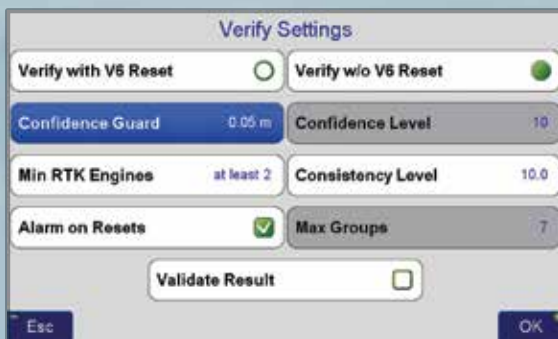 Verify Settings
Verify with V6 Reset
Verify w/o V6 Reset
Confidence Guard 0.05 m
Confidence Level 10
Min RTK Engines at least 2
Consistency Level 10.0
Alarm on Resets
Max Groups 7
Validate Result
Esc
OK